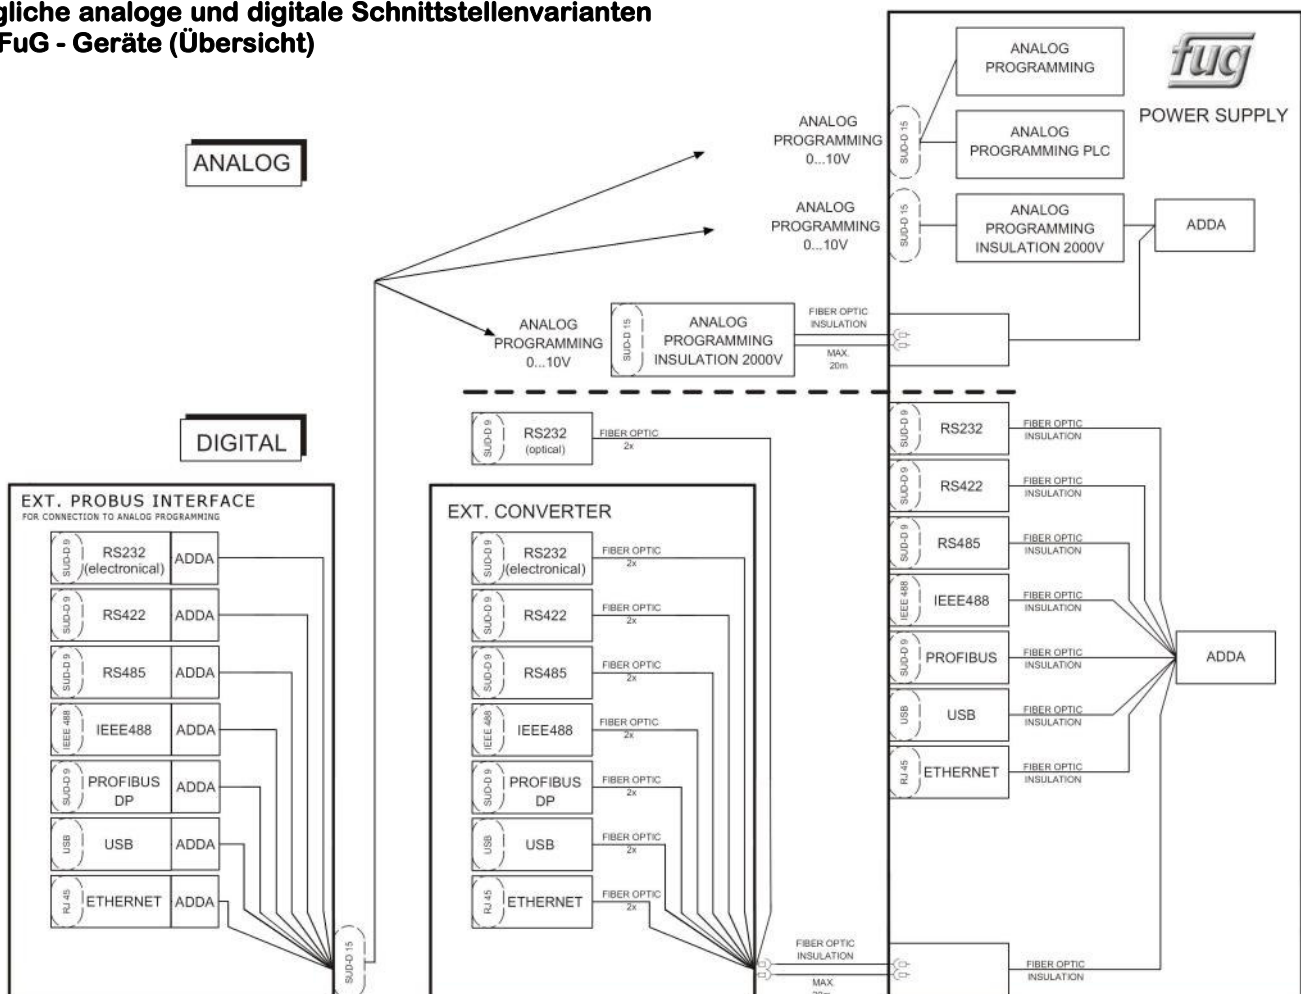 gliche analoge und digitale Schnittstellenvarianten
FuG - Geräte (Übersicht)
fug
POWER SUPPLY
ANALOG
PROGRAMMING
ANALOG
PROGRAMMING
0...10V
SUD-D 15
ANALOG
PROGRAMMING PLC
ANALOG
ANALOG
PROGRAMMING
0...10V
SUD-D 15
ANALOG
PROGRAMMING
INSULATION 2000V
ADDA
ANALOG
PROGRAMMING
0...10V
SUD-D 15
ANALOG
PROGRAMMING
INSULATION 2000V
FIBER OPTIC
INSULATION
MAX.
20m
DIGITAL
EXT. PROBUS INTERFACE
FOR CONNECTION TO ANALOG PROGRAMMING
SUD-D 9
RS232
(electronical)
ADDA
SUD-D 9
RS422
ADDA
SUD-D 9
RS485
ADDA
IEEE 488
IEEE488
ADDA
SUD-D 9
PROFIBUS
DP
ADDA
USB
USB
ADDA
RJ 45
ETHERNET
ADDA
SUD-D 15
SUD-D 9
RS232
(optical)
FIBER OPTIC
2x
EXT. CONVERTER
SUD-D 9
RS232
(electronical)
FIBER OPTIC
2x
SUD-D 9
RS422
FIBER OPTIC
2x
SUD-D 9
RS485
FIBER OPTIC
2x
IEEE 488
IEEE488
FIBER OPTIC
2x
SUD-D 9
PROFIBUS
DP
FIBER OPTIC
2x
USB
USB
FIBER OPTIC
2x
RJ 45
ETHERNET
FIBER OPTIC
2x
FIBER OPTIC
INSULATION
MAX.
SUD-D 9
RS232
FIBER OPTIC
INSULATION
SUD-D 9
RS422
FIBER OPTIC
INSULATION
SUD-D 9
RS485
FIBER OPTIC
INSULATION
IEEE 488
IEEE488
FIBER OPTIC
INSULATION
SUD-D 9
PROFIBUS
FIBER OPTIC
INSULATION
ADDA
USB
USB
FIBER OPTIC
INSULATION
RJ 45
ETHERNET
FIBER OPTIC
INSULATION
FIBER OPTIC
INSULATION